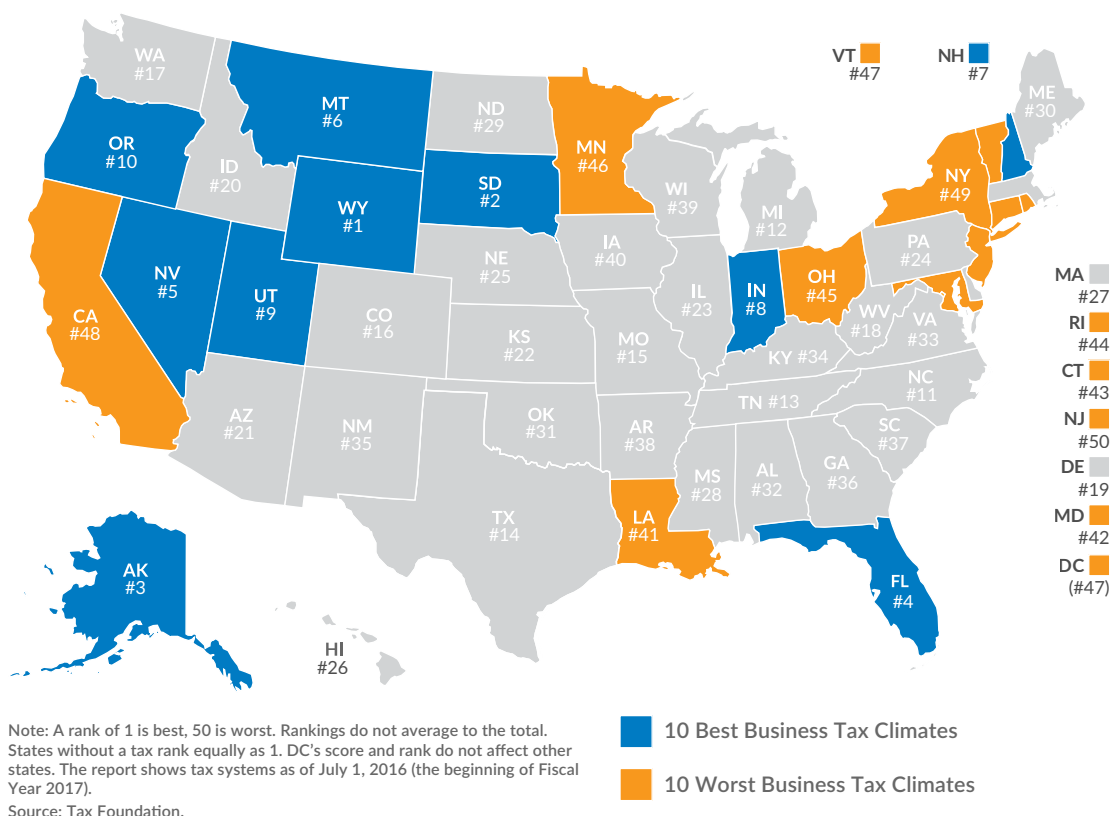 WA
#17
VT
#47
NH
#7
MT
#6
ND
#29
MN
#46
ME
#30
OR
#10
ID
#20
WY
#1
SD
#2
WI
#39
MI
#12
NY
#49
NV
#5
UT
#9
CA
#48
CO
#16
NE
#25
IA
#40
IL
#23
IN
#8
OH
#45
PA
#24
KS
#22
MO
#15
KY #34
WV
#18
VA
#33
AZ
#21
NM
#35
OK
#31
AR
#38
TN #13
NC
#11
SC
#37
TX
#14
LA
#41
MS
#28
AL
#32
GA
#36
FL
#4
AK
#3
HI
#26
MA
#27
RI
#44
CT
#43
NJ
#50
DE
#19
MD
#42
DC
(#47)
Note: A rank of 1 is best, 50 is worst. Rankings do not average to the total.
States without a tax rank equally as 1. DC's score and rank do not affect other
states. The report shows tax systems as of July 1, 2016 (the beginning of Fiscal
Year 2017).
Source: Tax Foundation.
10 Best Business Tax Climates
10 Worst Business Tax Climates